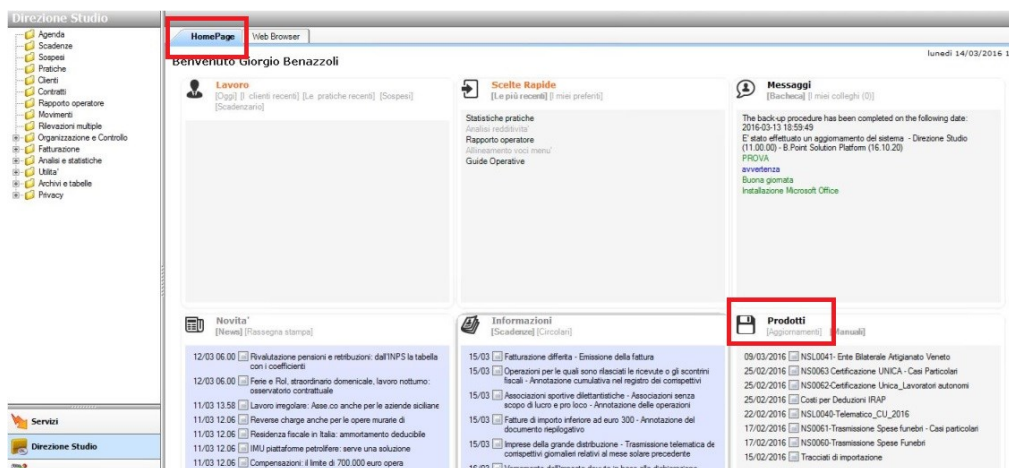 Direzione Studio
Agenda
Scadenze
Sospesi
Pratiche
Clienti
Contratti
Rapporto operatore
Movimenti
Rilevazioni multiple
Organizzazione e Controllo
Fatturazione
Analisi e statistiche
Utilita'
Archivi e tabelle
Privacy
Servizi
Direzione Studio
HomePage
Web Browser
Benvenuto Giorgio Benazzoli
lunedì 14/03/2016 1
Lavoro
[Oggi] [I clienti recenti] [Le pratiche recenti] [Sospesi]
[Scadenzario]
Scelte Rapide
[Le più recenti] [I miei preferiti]
Statistiche pratiche
Analisi redditivita'
Rapporto operatore
Allineamento voci menu'
Guide Operative
Messaggi
[Bacheca] [I miei colleghi (0)]
The back-up procedure has been completed on the following date:
2016-03-13 18:59:49
E' stato effettuato un aggiornamento del sistema - Direzione Studio
(11.00.00) - B.Point Solution Platform (16.10.20)
PROVA
avvertenza
Buona giornata
Installazione Microsoft Office
Novita'
[News] [Rassegna stampa]
12/03 06.00 Rivalutazione pensioni e retribuzioni: dall'INPS la tabella
con i coefficienti
12/03 06.00 Ferie e Rol, straordinario domenicale, lavoro notturno:
osservatorio contrattuale
11/03 13.58 Lavoro irregolare: Asse.co anche per le aziende siciliane
11/03 12.06 Reverse charge anche per le opere murarie di
11/03 12.06 Residenza fiscale in Italia: ammortamento deducibile
11/03 12.06 IMU piattaforme petrolifere: serve una soluzione
11/03 12.06 Compensazioni: il limite di 700.000 euro opera
Informazioni
[Scadenze] [Circolari]
15/03 Fatturazione differita - Emissione della fattura
15/03 Operazioni per le quali sono rilasciati le ricevute o gli scontrini
fiscali - Annotazione cumulativa nel registro dei corrispettivi
15/03 Associazioni sportive dilettantistiche - Associazioni senza
scopo di lucro e pro loco - Annotazione delle operazioni
15/03 Fatture di importo inferiore ad euro 300 - Annotazione del
documento riepilogativo
15/03 Imprese della grande distribuzione - Trasmissione telematica dei
corrispettivi giornalieri relativi al mese solare precedente
Prodotti
[Aggiornamenti] [Manuali]
09/03/2016 NSL0041- Ente Bilaterale Artigianato Veneto
25/02/2016 NS0063 Certificazione UNICA - Casi Particolari
25/02/2016 NS0062-Certificazione Unica_Lavoratori autonomi
25/02/2016 Costi per Deduzioni IRAP
22/02/2016 NSL0040-Telematico_CU_2016
17/02/2016 NS0061-Trasmissione Spese funebri - Casi particolari
17/02/2016 NS0060-Trasmissione Spese Funebri
15/02/2016 Tracciati di importazione